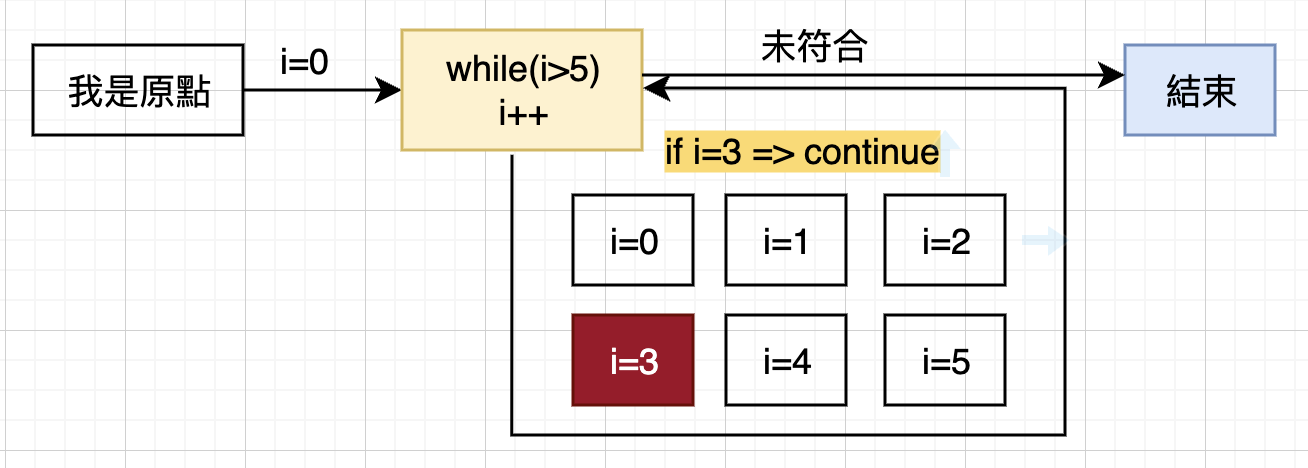 我是原點
i=0
while(i>5)
i++
未符合
結束
if i=3 => continue
i=0
i=1
i=2
i=3
i=4
i=5